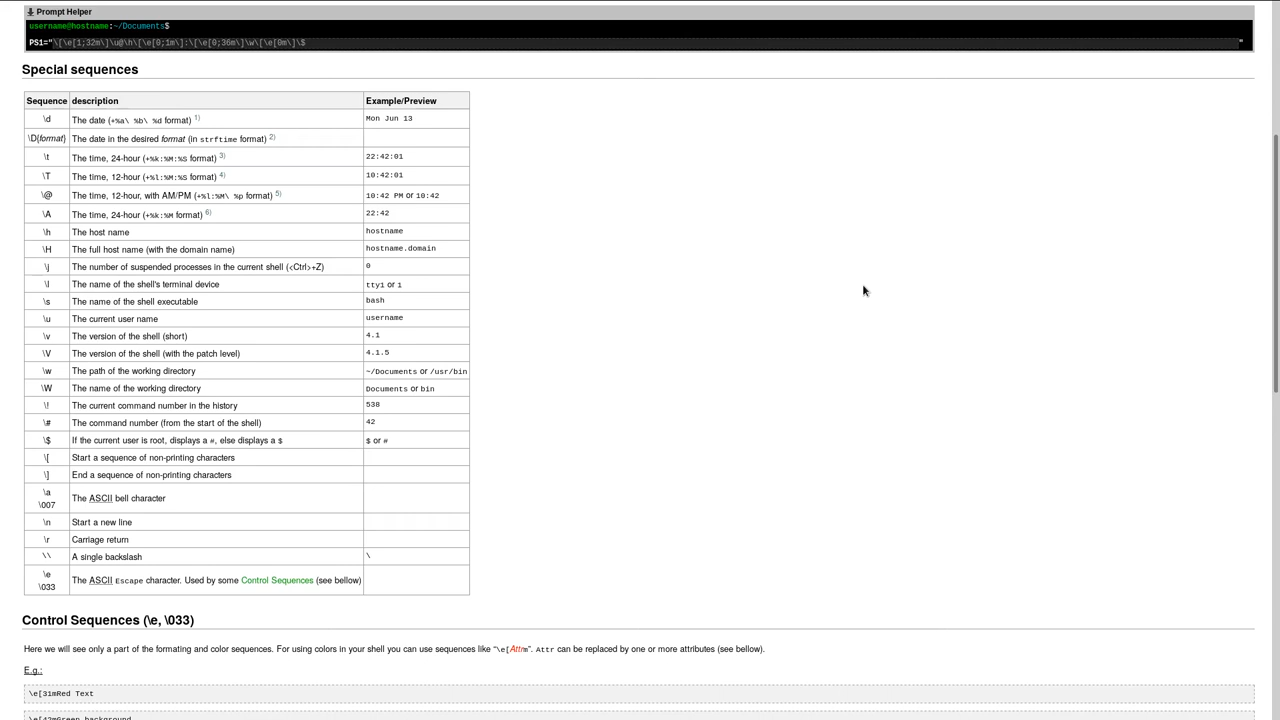 Prompt Helper
username@hostname:~/Documents$
PS1="\[\e[1;32m\]\u@\h\[\e[0;1m\]:\[\e[0;36m\]\w\[\e[0m\]\$ "
Special sequences
Sequence description Example/Preview
\d The date (+%a\ %b\ %d format) 1) Mon Jun 13
\D{format} The date in the desired format (in strftime format) 2)
\t The time, 24-hour (+%k:%M:%S format) 3) 22:42:01
\T The time, 12-hour (+%l:%M:%S format) 4) 10:42:01
\@ The time, 12-hour, with AM/PM (+%l:%M\ %p format) 5) 10:42 PM or 10:42
\A The time, 24-hour (+%k:%M format) 6) 22:42
\h The host name hostname
\H The full host name (with the domain name) hostname.domain
\j The number of suspended processes in the current shell (<Ctrl>+Z) 0
\l The name of the shell's terminal device tty1 or 1
\s The name of the shell executable bash
\u The current user name username
\v The version of the shell (short) 4.1
\V The version of the shell (with the patch level) 4.1.5
\w The path of the working directory ~/Documents or /usr/bin
\W The name of the working directory Documents or bin
\! The current command number in the history 538
\# The command number (from the start of the shell) 42
\$ If the current user is root, displays a #, else displays a $ $ or #
\[ Start a sequence of non-printing characters
\] End a sequence of non-printing characters
\a
\007 The ASCII bell character
\n Start a new line
\r Carriage return
\\ A single backslash \
\e
\033 The ASCII Escape character. Used by some Control Sequences (see bellow)
Control Sequences (\e, \033)
Here we will see only a part of the formating and color sequences. For using colors in your shell you can use sequences like “\e[Attrm”. Attr can be replaced by one or more attributes (see bellow).
E.g.:
\e[31mRed Text
\e[42mGreen background